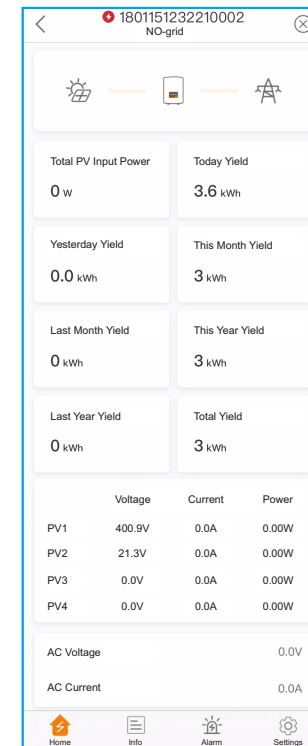 1801151232210002
NO-grid
Total PV Input Power Today Yield
0 W 3.6 kWh
Yesterday Yield This Month Yield
0.0 kWh 3 kWh
Last Month Yield This Year Yield
0 kWh 3 kWh
Last Year Yield Total Yield
0 kWh 3 kWh
Voltage Current Power
PV1 400.9V 0.0A 0.00W
PV2 21.3V 0.0A 0.00W
PV3 0.0V 0.0A 0.00W
PV4 0.0V 0.0A 0.00W
AC Voltage 0.0V
AC Current 0.0A
Home Info Alarm Settings